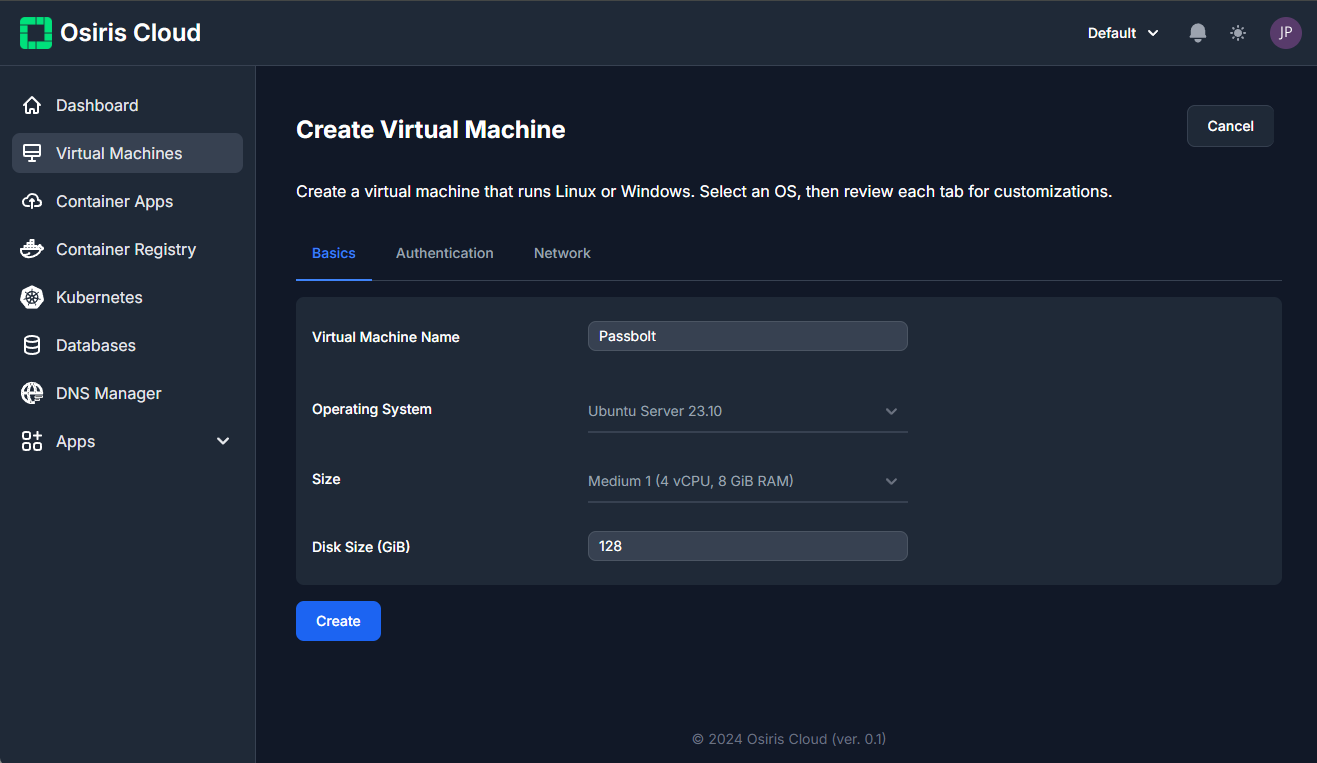 Osiris Cloud
Default
JP
Dashboard
Virtual Machines
Container Apps
Container Registry
Kubernetes
Databases
DNS Manager
Apps
Create Virtual Machine
Cancel
Create a virtual machine that runs Linux or Windows. Select an OS, then review each tab for customizations.
Basics Authentication Network
Virtual Machine Name Passbolt
Operating System Ubuntu Server 23.10
Size Medium 1 (4 vCPU, 8 GiB RAM)
Disk Size (GiB) 128
Create
© 2024 Osiris Cloud (ver. 0.1)